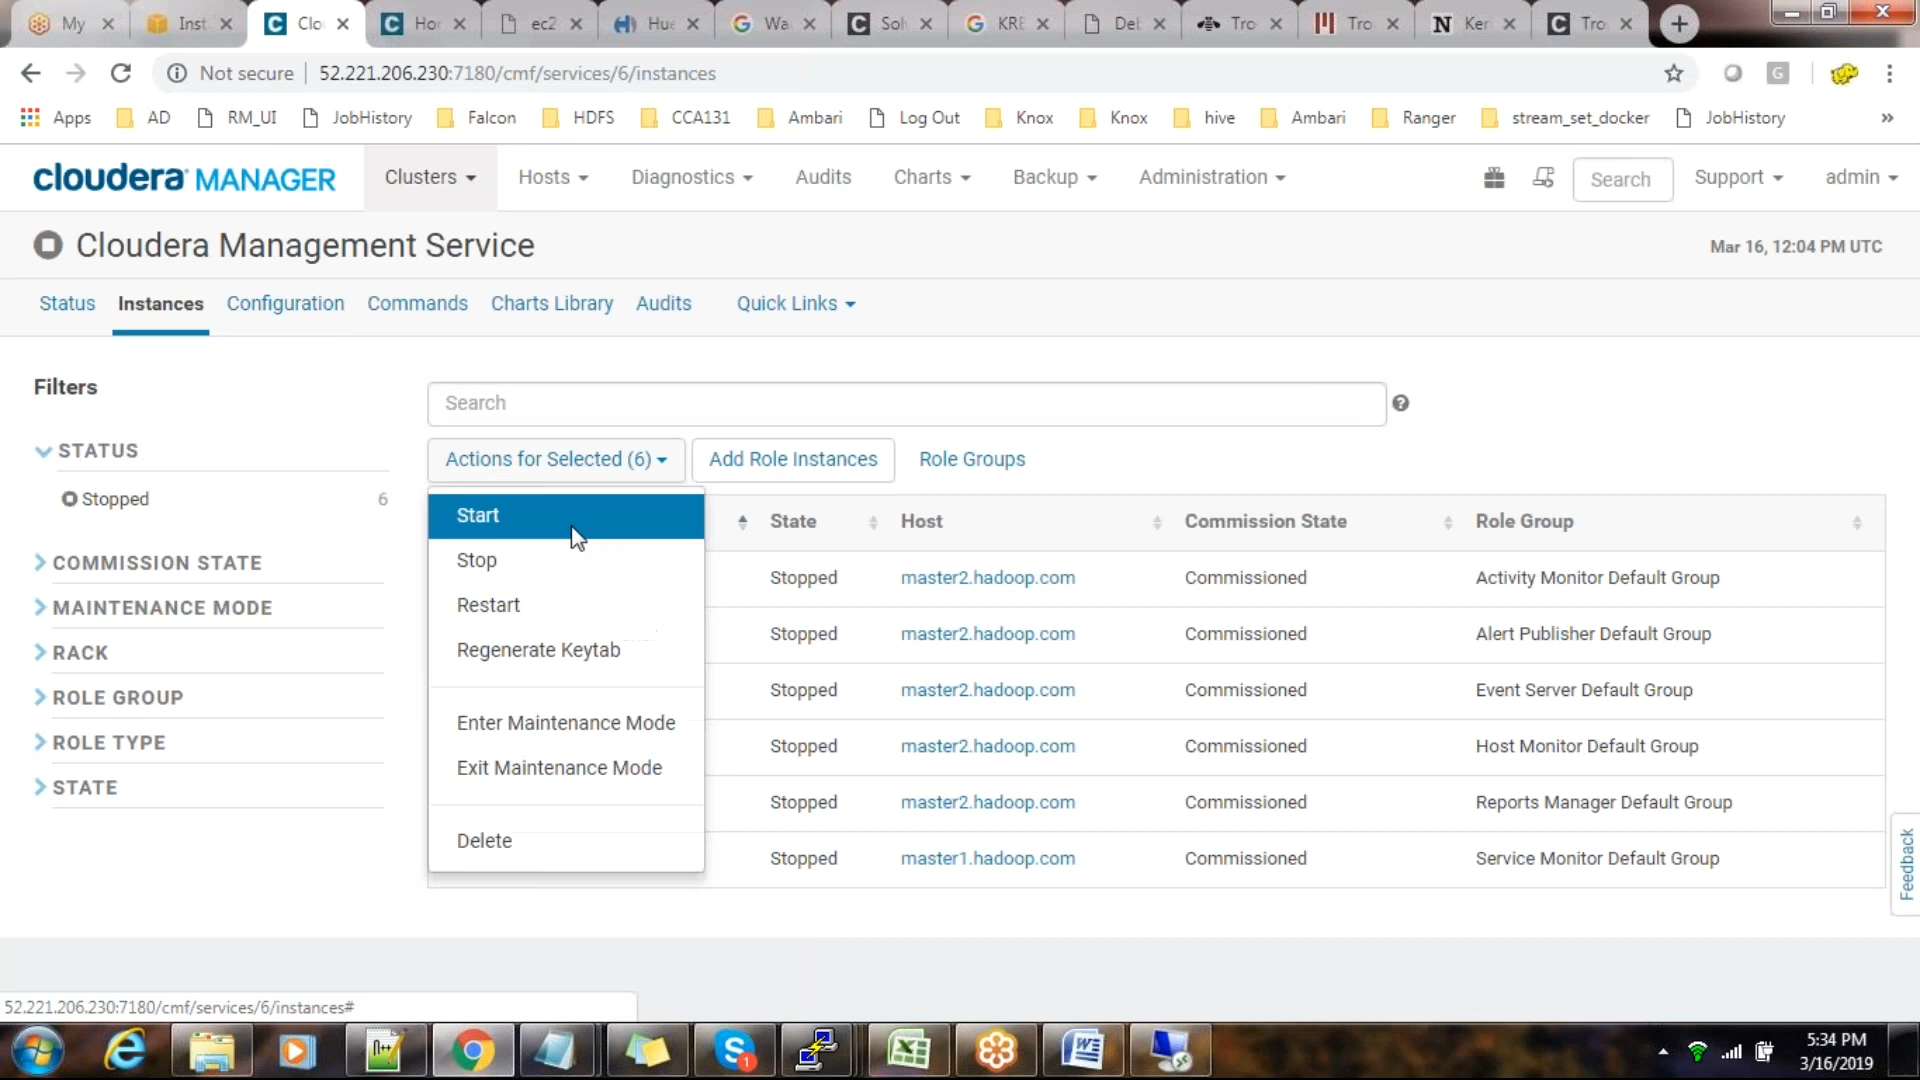 My
Inst
Clo
Hor
ec2
Hue
Wa
Sol
KRE
Del
Tro
Tro
Ker
Tro
Not secure
52.221.206.230:7180/cmf/services/6/instances
Apps
AD
RM_UI
JobHistory
Falcon
HDFS
CCA131
Ambari
Log Out
Knox
Knox
hive
Ambari
Ranger
stream_set_docker
JobHistory
»
cloudera MANAGER
Clusters
Hosts
Diagnostics
Audits
Charts
Backup
Administration
Search
Support
admin
Cloudera Management Service
Mar 16, 12:04 PM UTC
Status
Instances
Configuration
Commands
Charts Library
Audits
Quick Links
Filters
Search
STATUS
Stopped 6
COMMISSION STATE
MAINTENANCE MODE
RACK
ROLE GROUP
ROLE TYPE
STATE
Actions for Selected (6)
Add Role Instances
Role Groups
Start
Stop
Restart
Regenerate Keytab
Enter Maintenance Mode
Exit Maintenance Mode
Delete
State Host Commission State Role Group
Stopped master2.hadoop.com Commissioned Activity Monitor Default Group
Stopped master2.hadoop.com Commissioned Alert Publisher Default Group
Stopped master2.hadoop.com Commissioned Event Server Default Group
Stopped master2.hadoop.com Commissioned Host Monitor Default Group
Stopped master2.hadoop.com Commissioned Reports Manager Default Group
Stopped master1.hadoop.com Commissioned Service Monitor Default Group
Feedback
52.221.206.230:7180/cmf/services/6/instances#
5:34 PM
3/16/2019